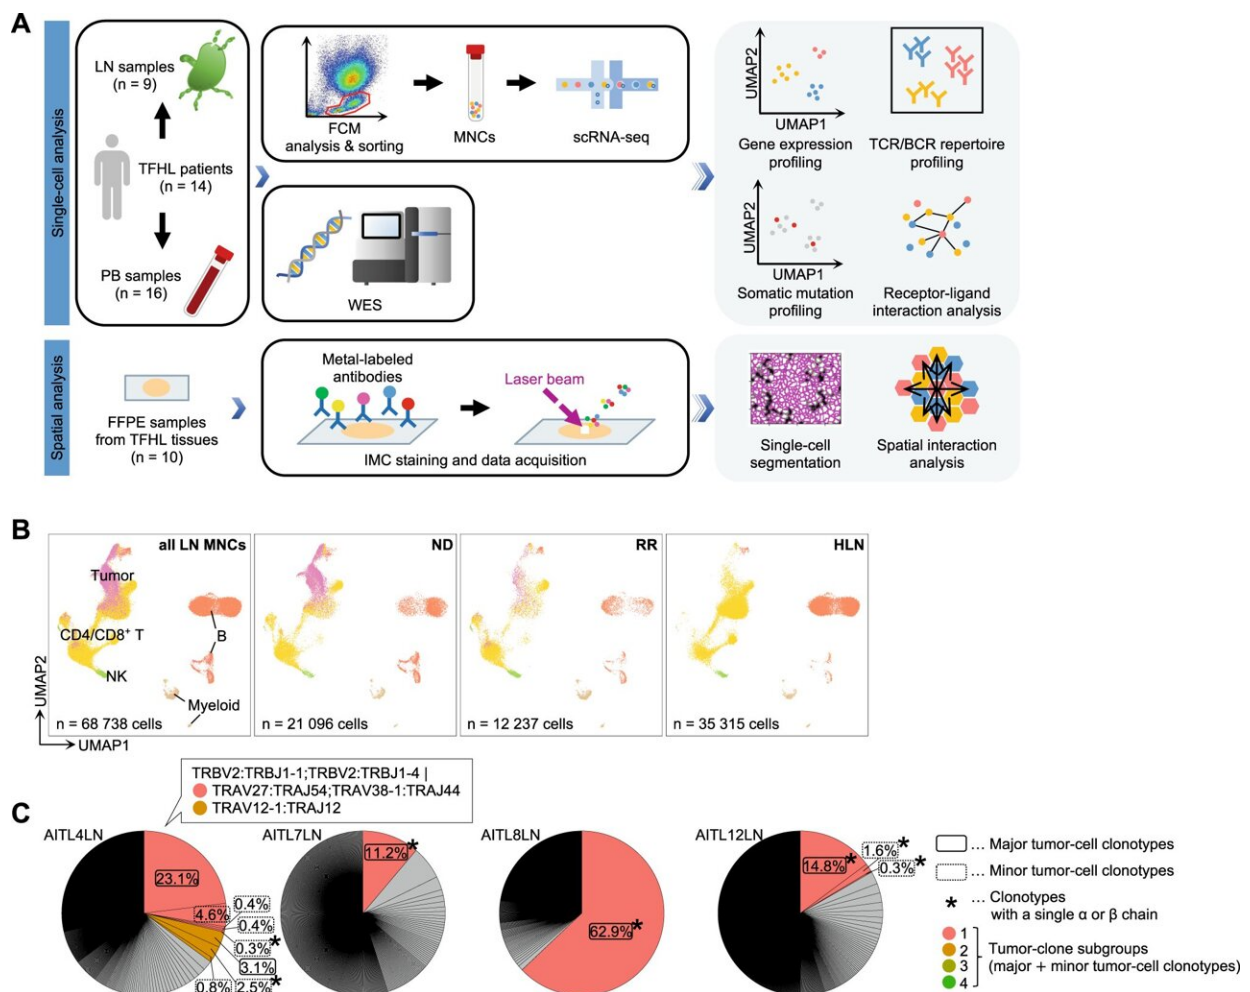 A
Single-cell analysis
LN samples
(n = 9)
TFHL patients
(n = 14)
PB samples
(n = 16)
FCM
analysis & sorting
MNCs
scRNA-seq
WES
UMAP2
UMAP1
Gene expression
profiling
TCR/BCR repertoire
profiling
UMAP2
UMAP1
Somatic mutation
profiling
Receptor-ligand
interaction analysis
Spatial analysis
FFPE samples
from TFHL tissues
(n = 10)
Metal-labeled
antibodies
Laser beam
IMC staining and data acquisition
Single-cell
segmentation
Spatial interaction
analysis
B
all LN MNCs
Tumor
CD4/CD8⁺ T
B
NK
Myeloid
n = 68 738 cells
ND
n = 21 096 cells
RR
n = 12 237 cells
HLN
n = 35 315 cells
UMAP2
UMAP1
TRBV2:TRBJ1-1;TRBV2:TRBJ1-4 |
TRAV27:TRAJ54;TRAV38-1:TRAJ44
TRAV12-1:TRAJ12
C
AITL4LN
23.1%
4.6%
0.4%
0.4%
0.3%*
3.1%
2.5%*
0.8%
AITL7LN
11.2%*
AITL8LN
62.9%*
AITL12LN
14.8%*
1.6%*
0.3%*
... Major tumor-cell clonotypes
... Minor tumor-cell clonotypes
* ... Clonotypes
with a single α or β chain
1
2
3
4
Tumor-clone subgroups
(major + minor tumor-cell clonotypes)